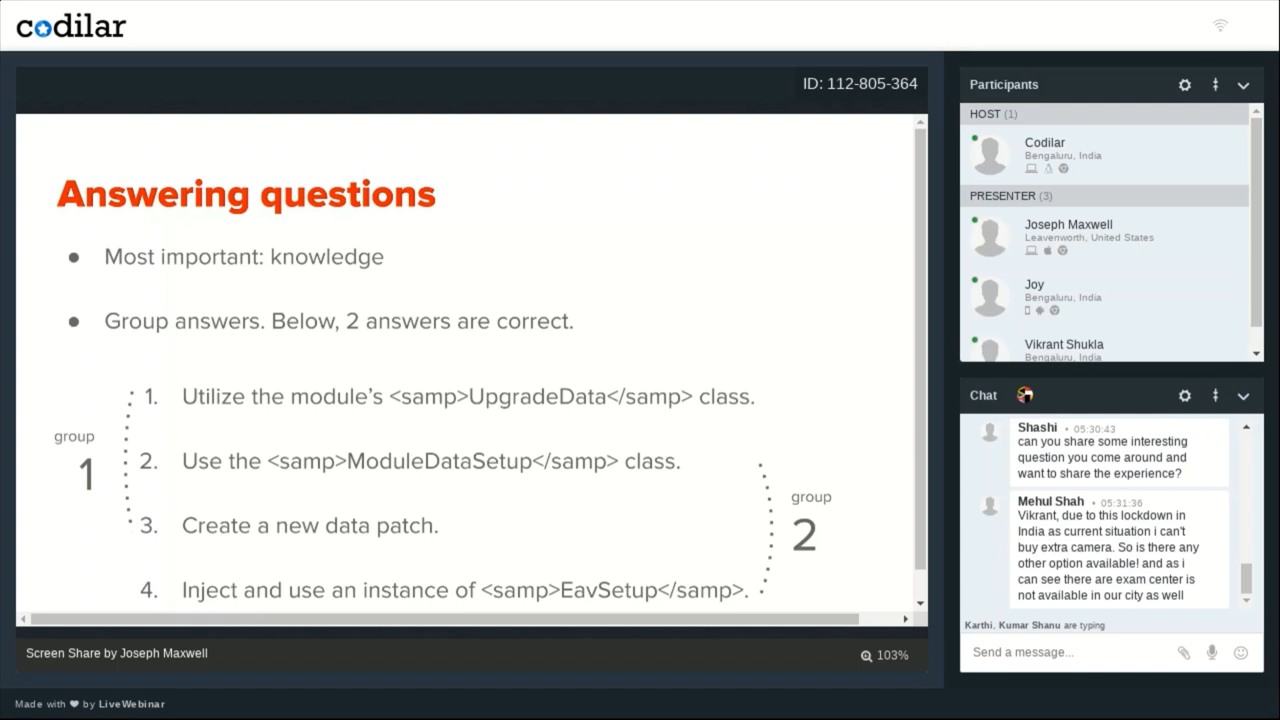 codilar
ID: 112-805-364
Answering questions
● Most important: knowledge
● Group answers. Below, 2 answers are correct.
1. Utilize the module's <samp>UpgradeData</samp> class.
group
1
2. Use the <samp>ModuleDataSetup</samp> class.
group
2
3. Create a new data patch.
4. Inject and use an instance of <samp>EavSetup</samp>.
Screen Share by Joseph Maxwell
103%
Participants
HOST (1)
Codilar
Bengaluru, India
PRESENTER (3)
Joseph Maxwell
Leavenworth, United States
Joy
Bengaluru, India
Vikrant Shukla
Bengaluru, India
Chat
Shashi • 05:30:43
can you share some interesting
question you come around and
want to share the experience?
Mehul Shah • 05:31:36
Vikrant, due to this lockdown in
India as current situation i can't
buy extra camera. So is there any
other option available! and as i
can see there are exam center is
not available in our city as well
Karthi, Kumar Shanu are typing
Send a message...
Made with ❤ by LiveWebinar